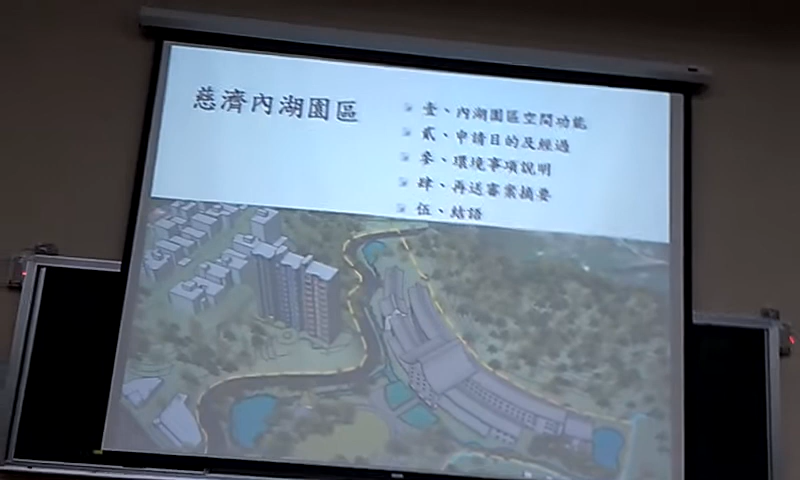 慈濟內湖園區
壹、內湖園區空間功能
貳、申請目的及經過
參、環境事項說明
肆、再送審案摘要
伍、結語